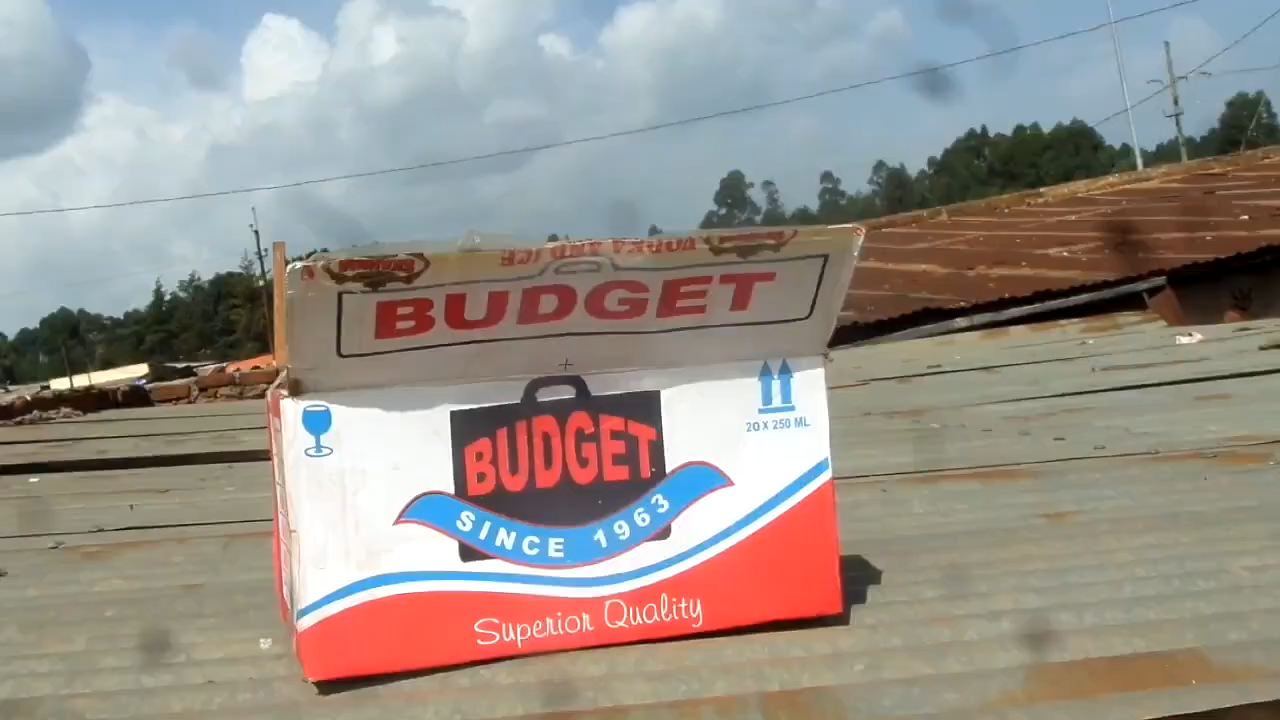 BUDGET
20 X 250 ML
BUDGET
SINCE 1963
Superior Quality